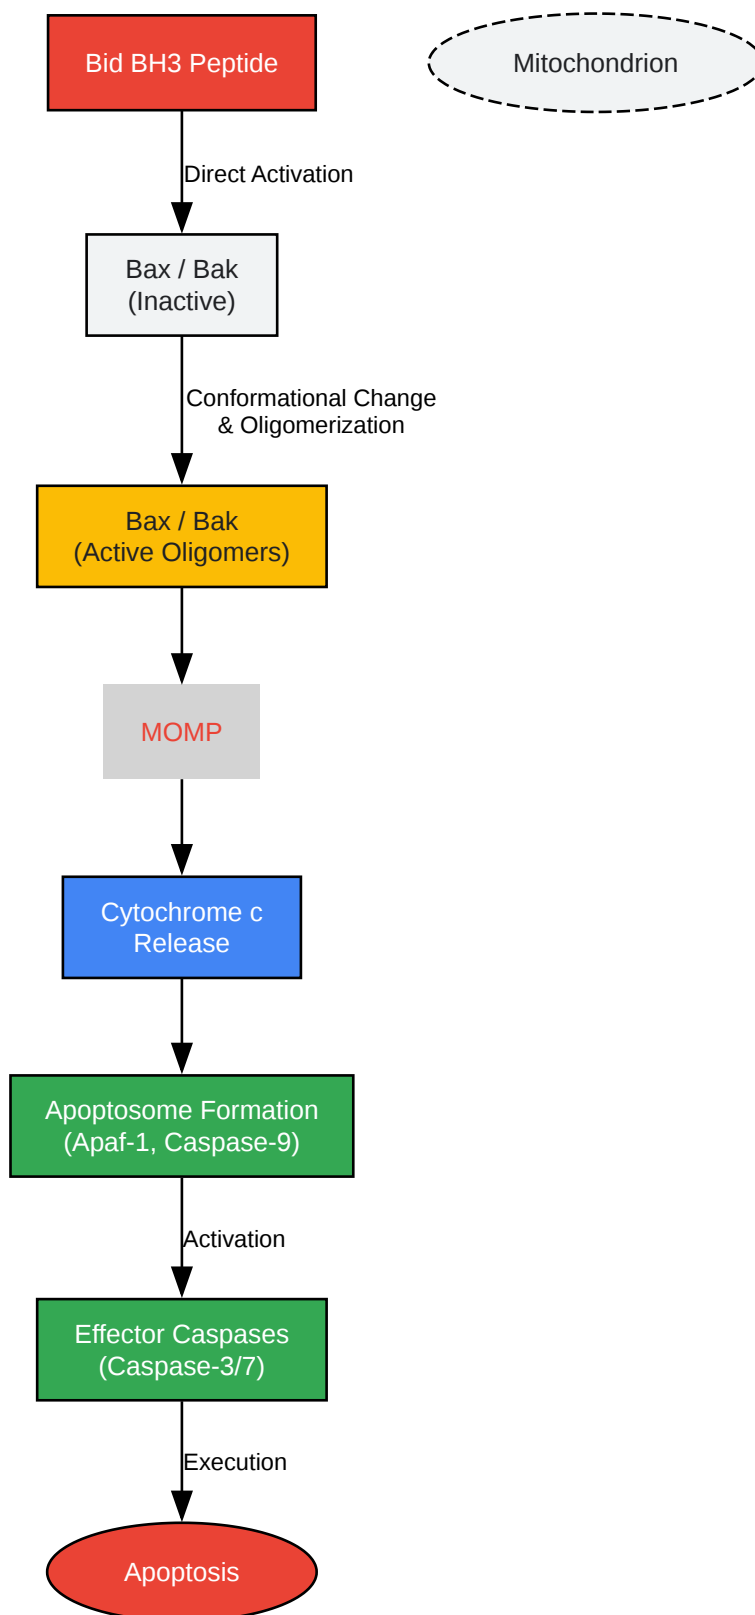 Bid BH3 Peptide
Mitochondrion
Direct Activation
Bax / Bak
(Inactive)
Conformational Change
& Oligomerization
Bax / Bak
(Active Oligomers)
MOMP
Cytochrome c
Release
Apoptosome Formation
(Apaf-1, Caspase-9)
Activation
Effector Caspases
(Caspase-3/7)
Execution
Apoptosis